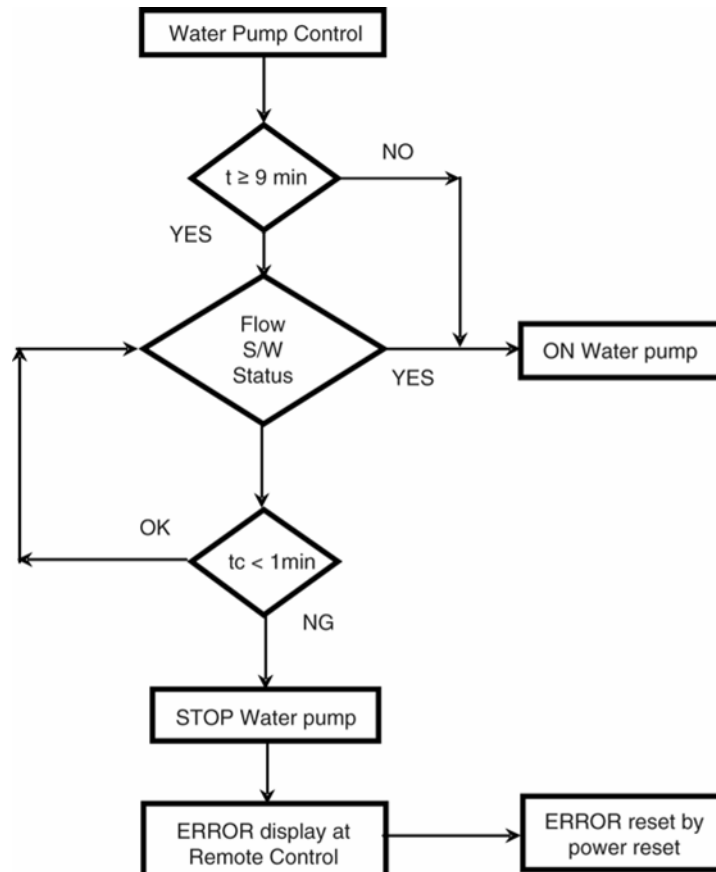 Water Pump Control
t ≥ 9 min
NO
YES
Flow
S/W
Status
YES
ON Water pump
OK
tc < 1min
NG
STOP Water pump
ERROR display at
Remote Control
ERROR reset by
power reset